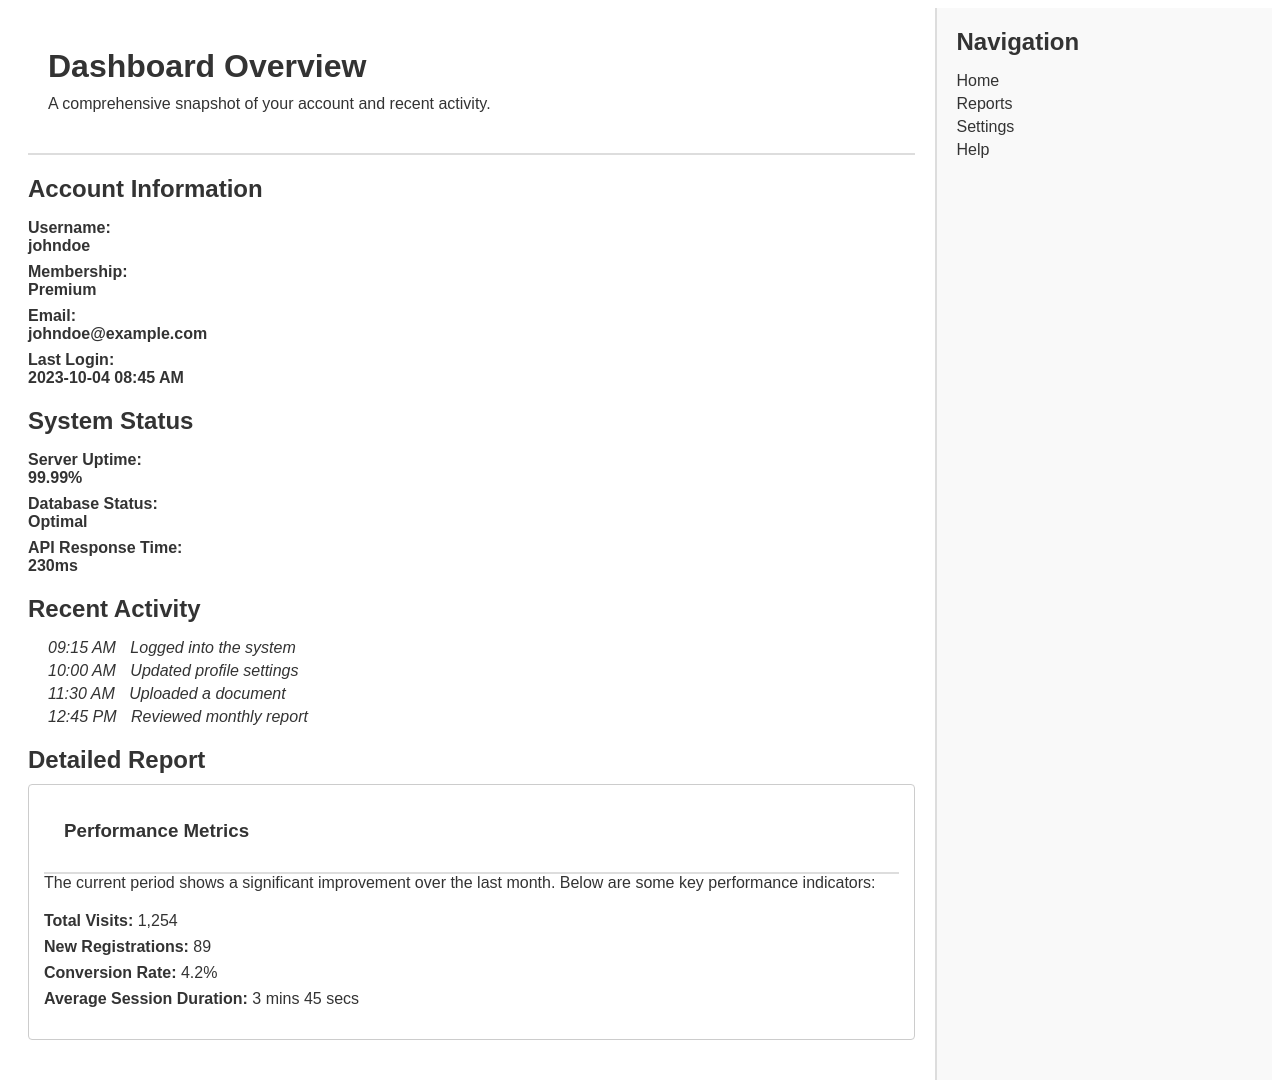 Dashboard Overview
A comprehensive snapshot of your account and recent activity.
Account Information
Username:
johndoe
Membership:
Premium
Email:
johndoe@example.com
Last Login:
2023-10-04 08:45 AM
System Status
Server Uptime:
99.99%
Database Status:
Optimal
API Response Time:
230ms
Recent Activity
09:15 AM Logged into the system
10:00 AM Updated profile settings
11:30 AM Uploaded a document
12:45 PM Reviewed monthly report
Detailed Report
Performance Metrics
The current period shows a significant improvement over the last month. Below are some key performance indicators:
Total Visits: 1,254
New Registrations: 89
Conversion Rate: 4.2%
Average Session Duration: 3 mins 45 secs
Navigation
Home
Reports
Settings
Help